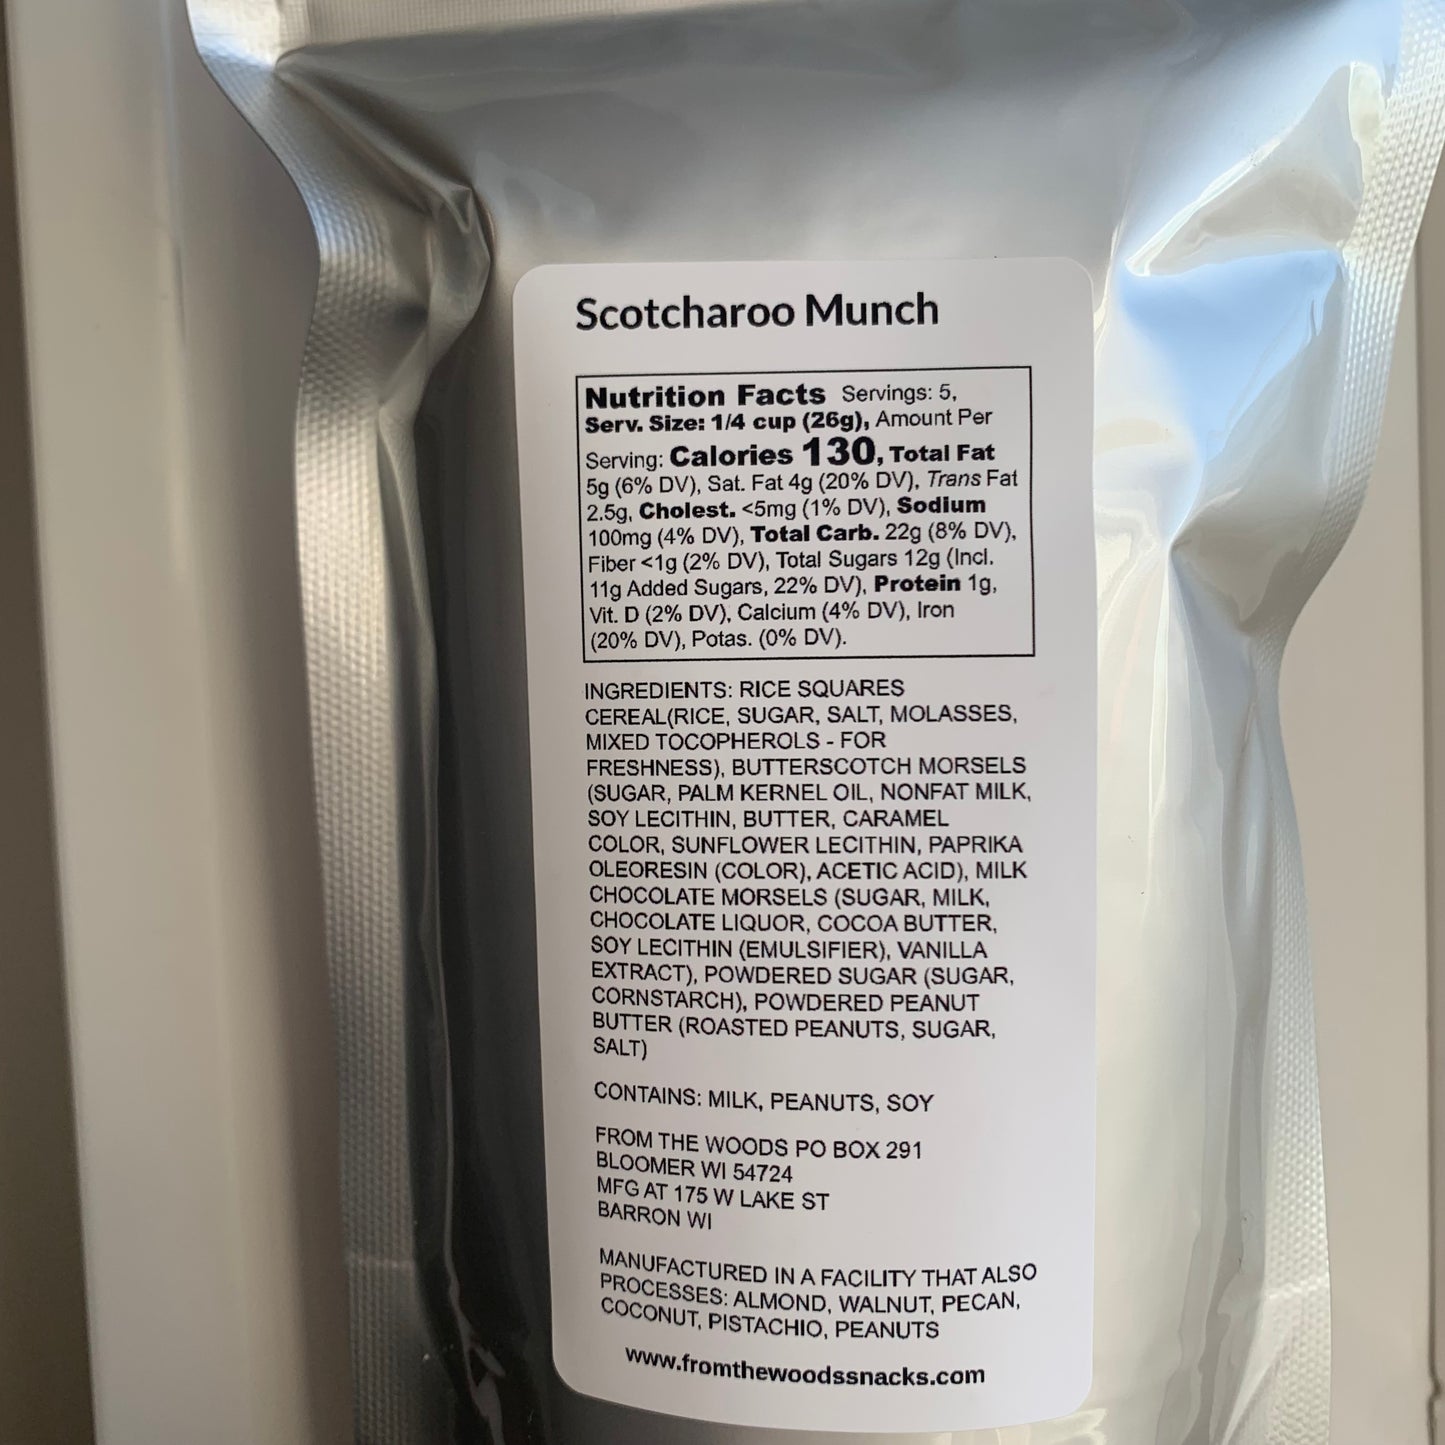 Scotcharoo Munch
Nutrition Facts Servings: 5,
Serv. Size: 1/4 cup (26g), Amount Per
Serving: Calories 130, Total Fat
5g (6% DV), Sat. Fat 4g (20% DV), Trans Fat
2.5g, Cholest. <5mg (1% DV), Sodium
100mg (4% DV), Total Carb. 22g (8% DV),
Fiber <1g (2% DV), Total Sugars 12g (Incl.
11g Added Sugars, 22% DV), Protein 1g,
Vit. D (2% DV), Calcium (4% DV), Iron
(20% DV), Potas. (0% DV).
INGREDIENTS: RICE SQUARES
CEREAL(RICE, SUGAR, SALT, MOLASSES,
MIXED TOCOPHEROLS - FOR
FRESHNESS), BUTTERSCOTCH MORSELS
(SUGAR, PALM KERNEL OIL, NONFAT MILK,
SOY LECITHIN, BUTTER, CARAMEL
COLOR, SUNFLOWER LECITHIN, PAPRIKA
OLEORESIN (COLOR), ACETIC ACID), MILK
CHOCOLATE MORSELS (SUGAR, MILK,
CHOCOLATE LIQUOR, COCOA BUTTER,
SOY LECITHIN (EMULSIFIER), VANILLA
EXTRACT), POWDERED SUGAR (SUGAR,
CORNSTARCH), POWDERED PEANUT
BUTTER (ROASTED PEANUTS, SUGAR,
SALT)
CONTAINS: MILK, PEANUTS, SOY
FROM THE WOODS PO BOX 291
BLOOMER WI 54724
MFG AT 175 W LAKE ST
BARRON WI
MANUFACTURED IN A FACILITY THAT ALSO
PROCESSES: ALMOND, WALNUT, PECAN,
COCONUT, PISTACHIO, PEANUTS
www.fromthewoodssnacks.com